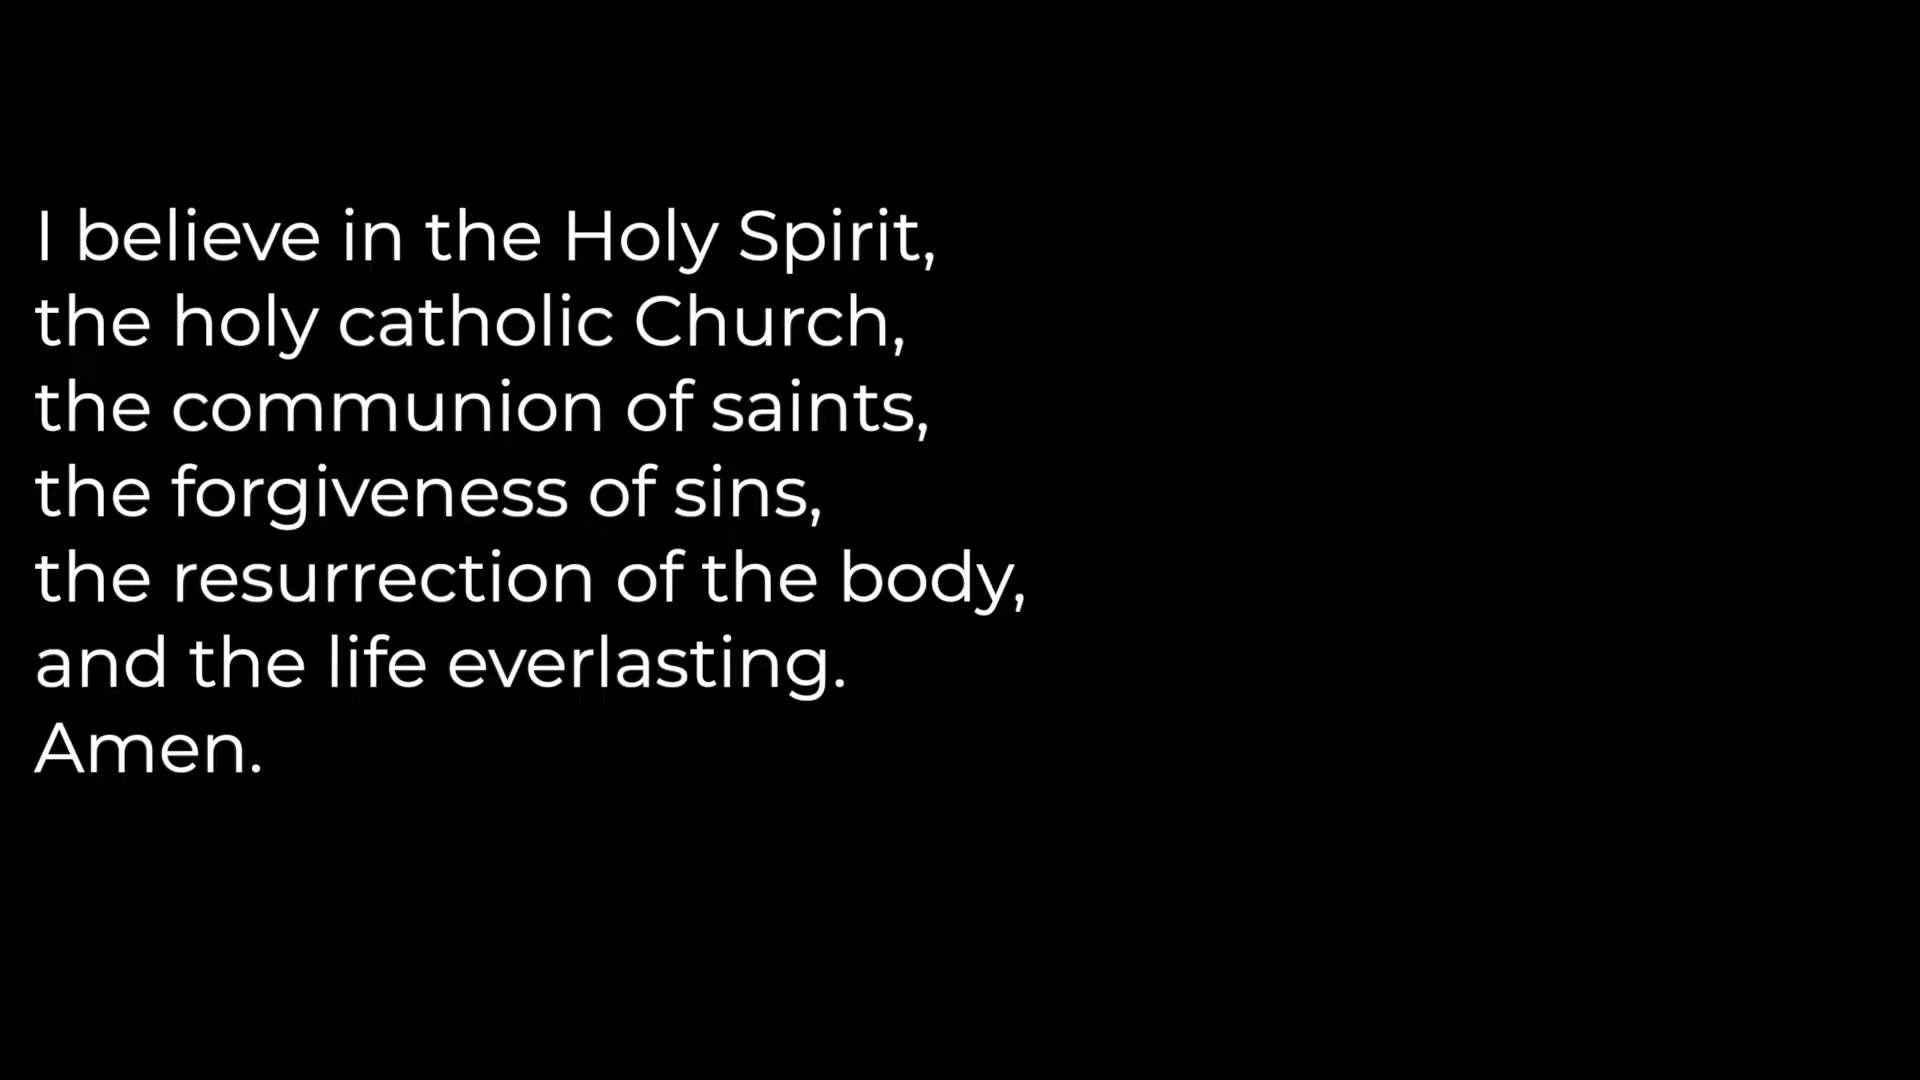 I believe in the Holy Spirit,
the holy catholic Church,
the communion of saints,
the forgiveness of sins,
the resurrection of the body,
and the life everlasting.
Amen.